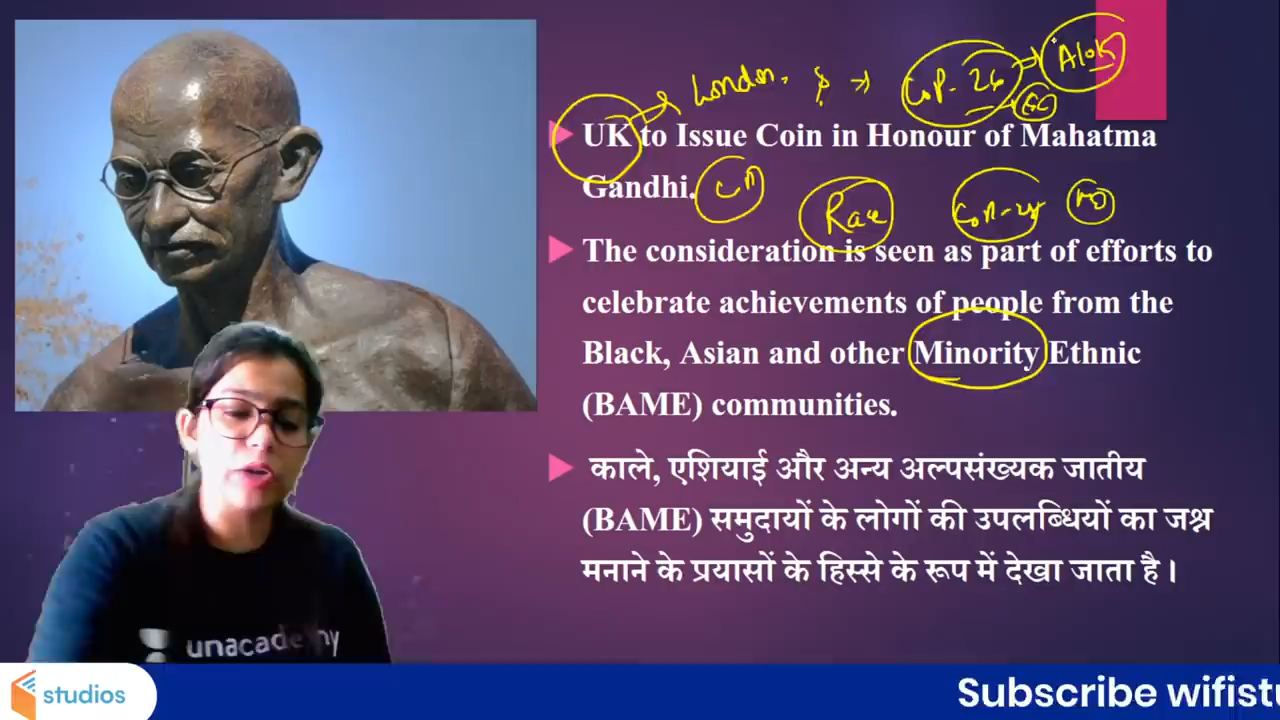 Alok
London.
COP-26
UK to Issue Coin in Honour of Mahatma
Gandhi.
The consideration is seen as part of efforts to
celebrate achievements of people from the
Black, Asian and other Minority Ethnic
(BAME) communities.
काले, एशियाई और अन्य अल्पसंख्यक जातीय
(BAME) समुदायों के लोगों की उपलब्धियों का जश्न
मनाने के प्रयासों के हिस्से के रूप में देखा जाता है।
unacademy
studios
Subscribe wifistu